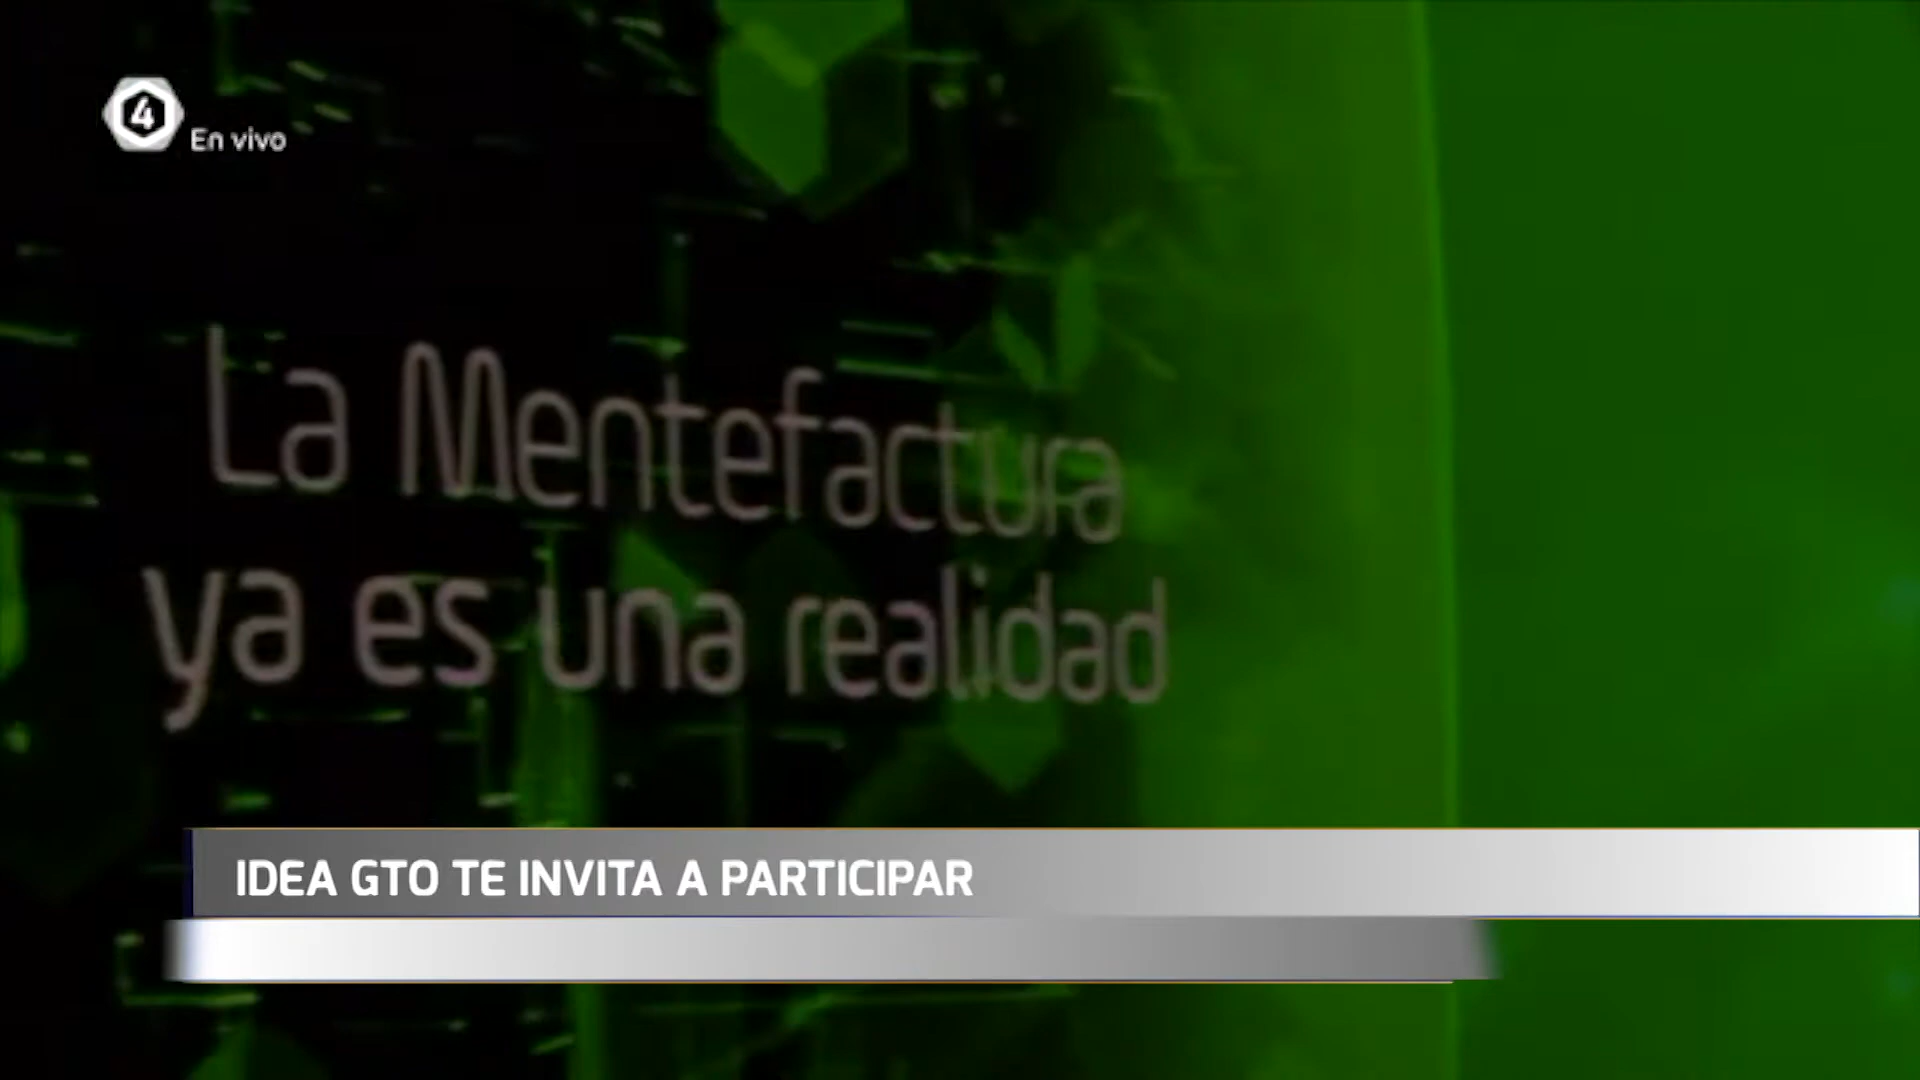 4
En vivo
La Mentefactura
ya es una realidad
IDEA GTO TE INVITA A PARTICIPAR